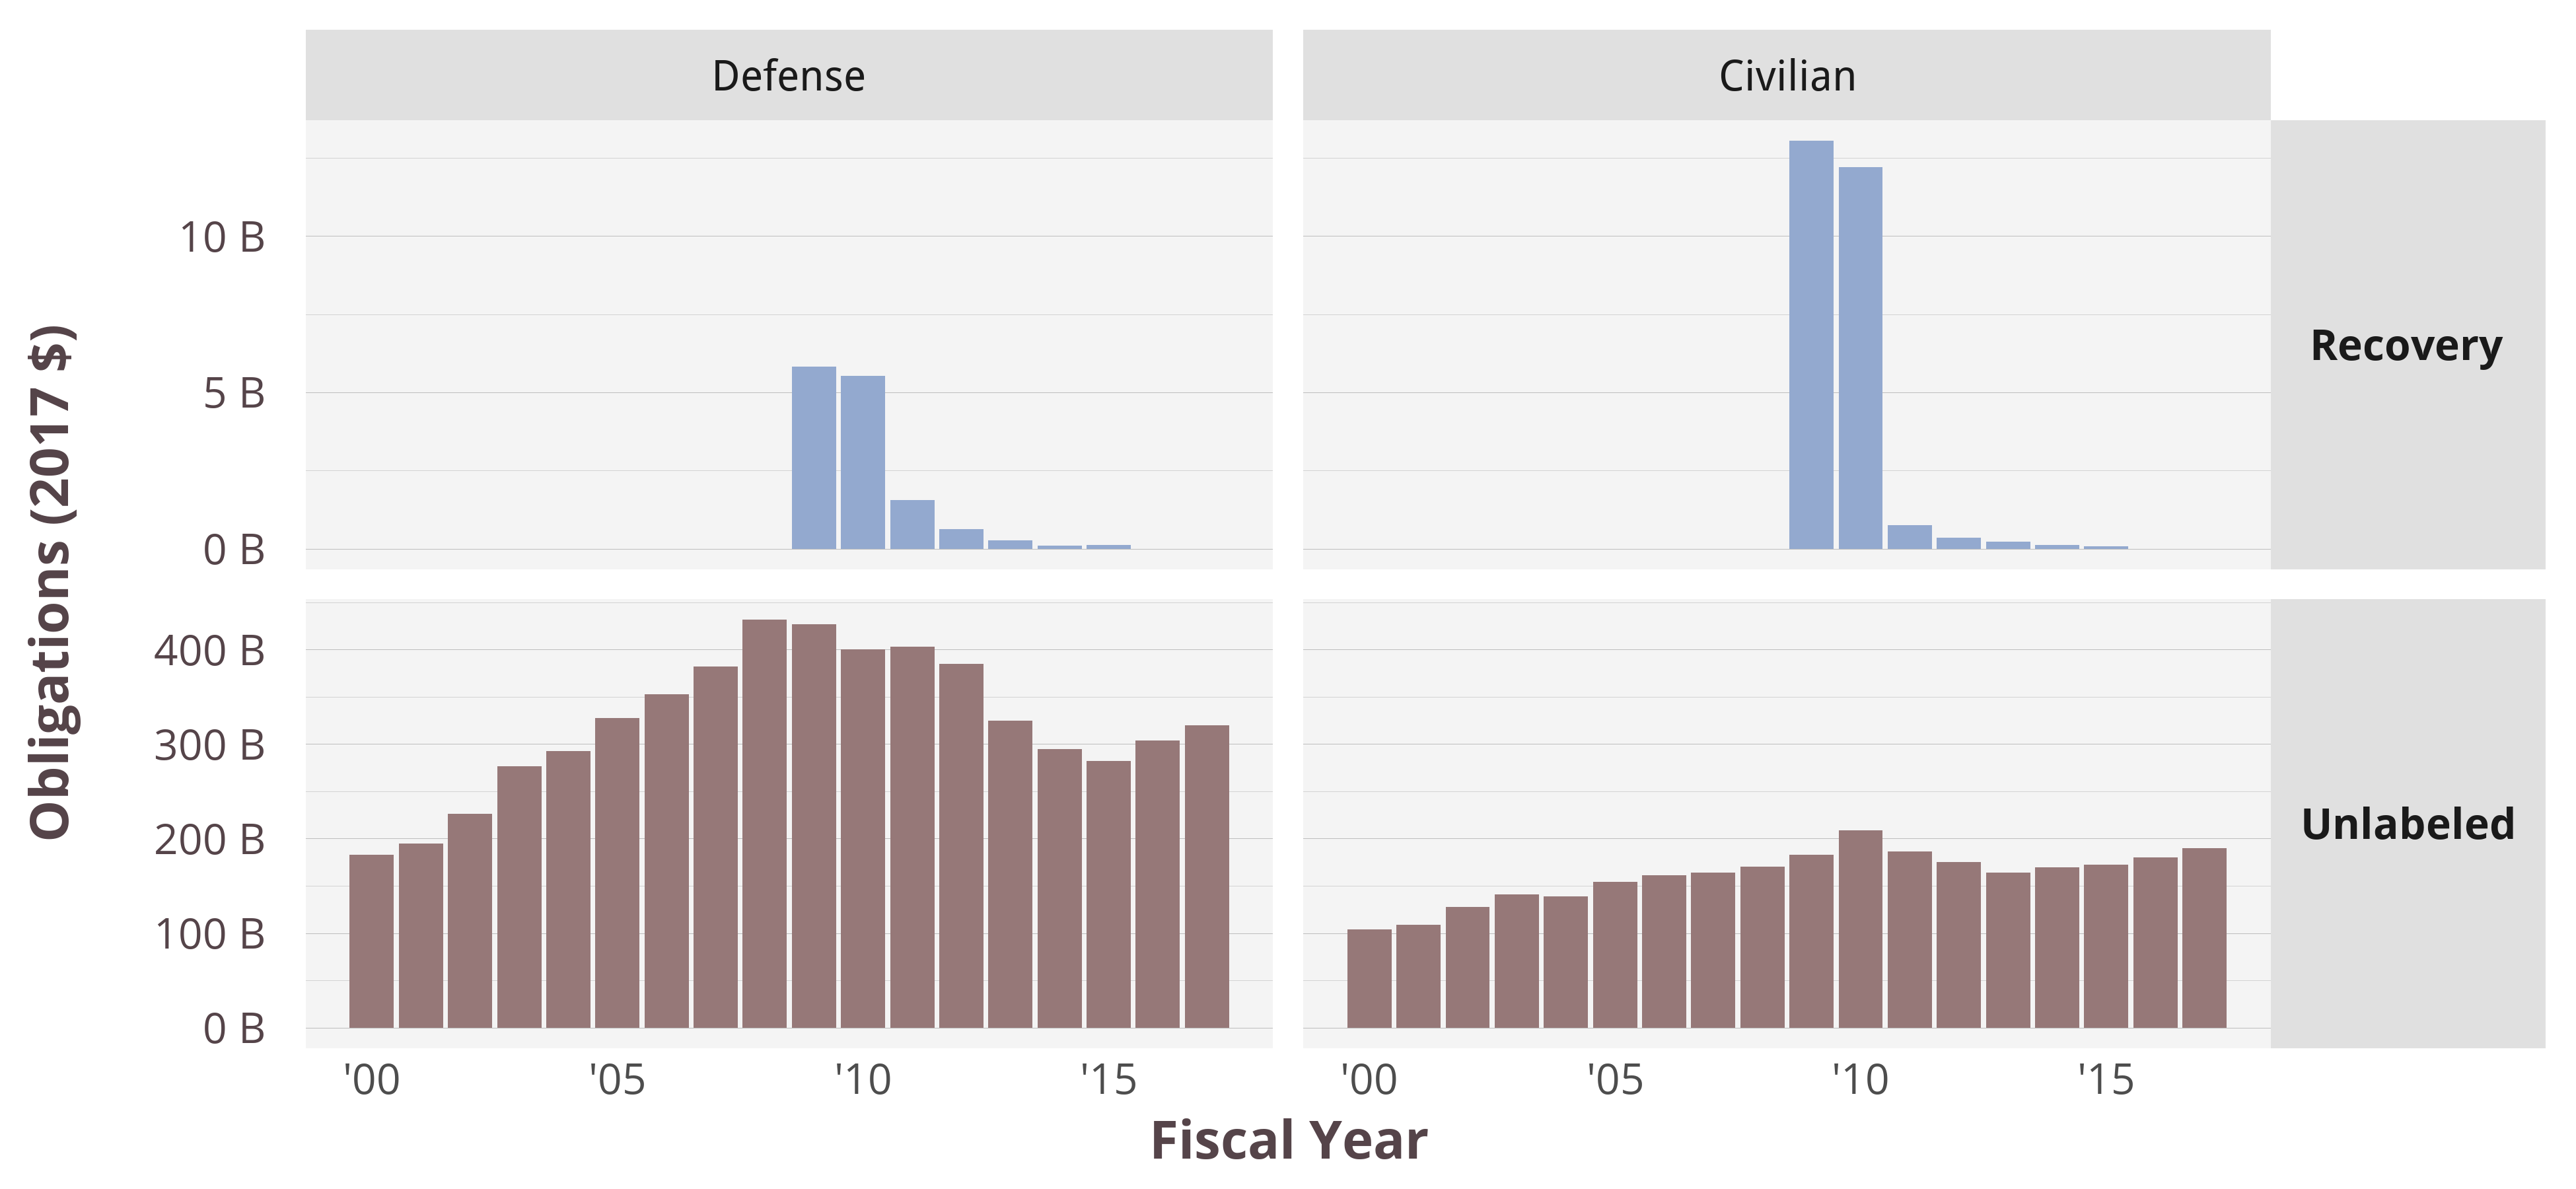 Defense
Civilian
Obligations (2017 $)
10 B
5 B
0 B
Recovery
400 B
300 B
200 B
100 B
0 B
Unlabeled
'00 '05 '10 '15
'00 '05 '10 '15
Fiscal Year